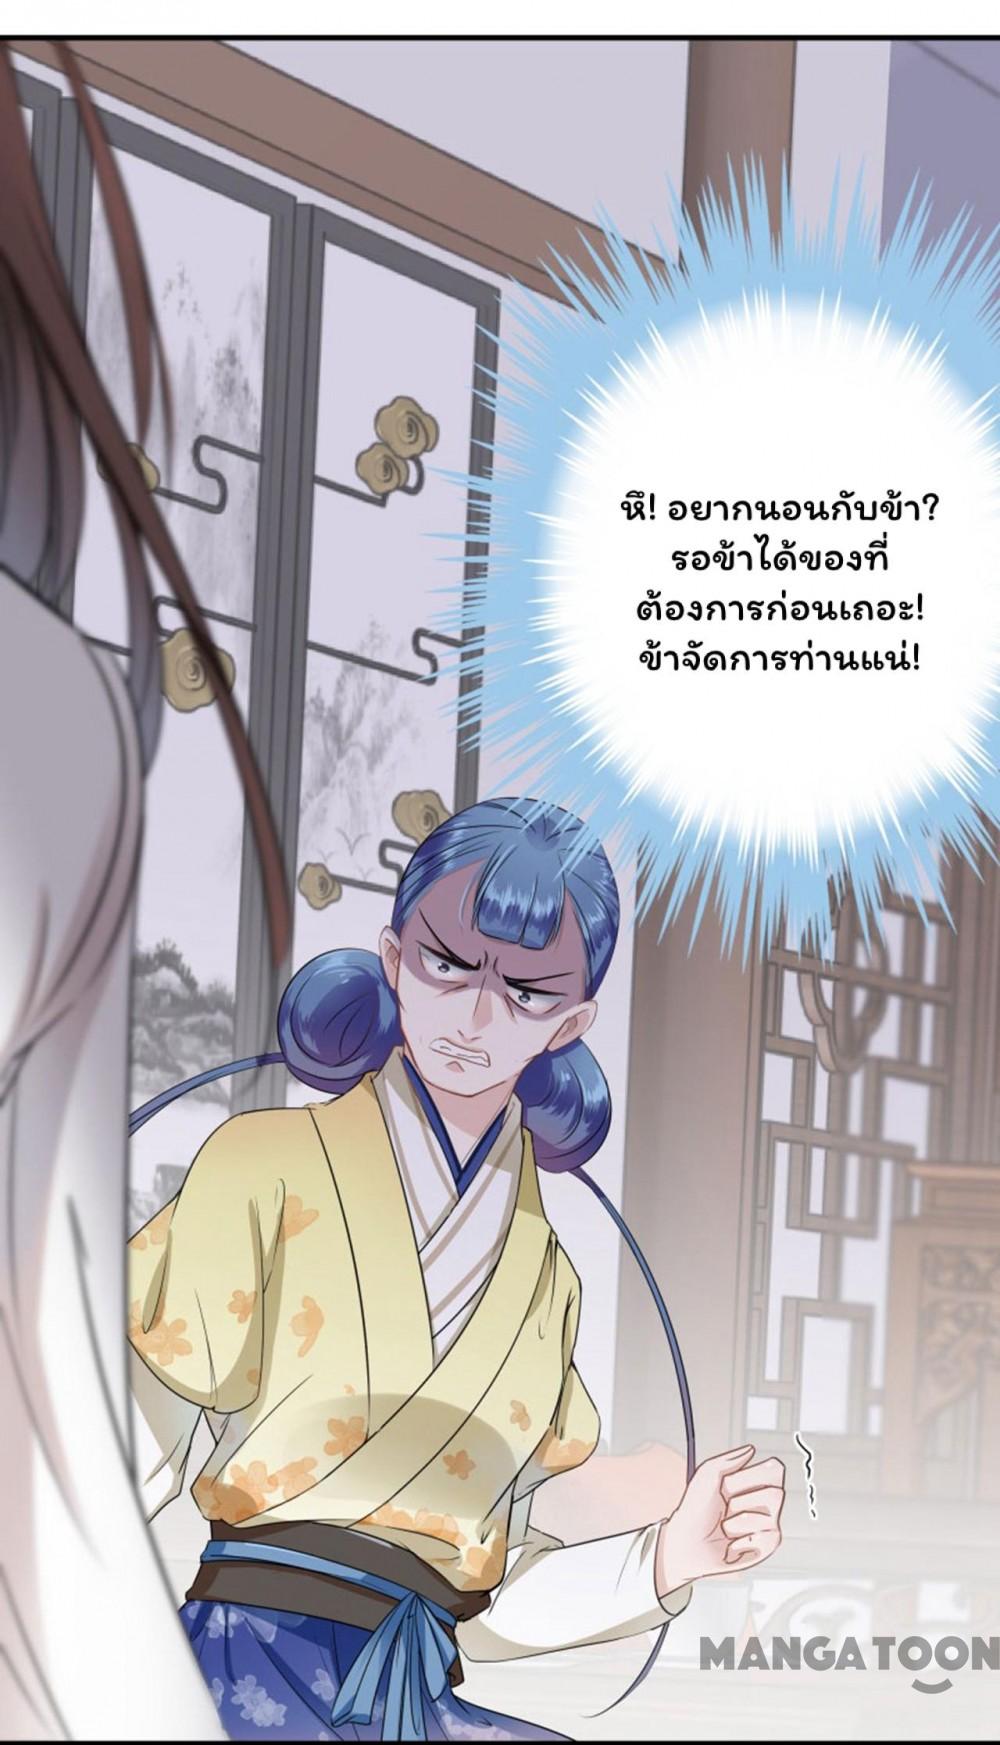 หึ! อยากนอนกับข้า?
รอข้าได้ของที่
ต้องการก่อนเถอะ!
ข้าจัดการท่านแน่!
MANGATOON